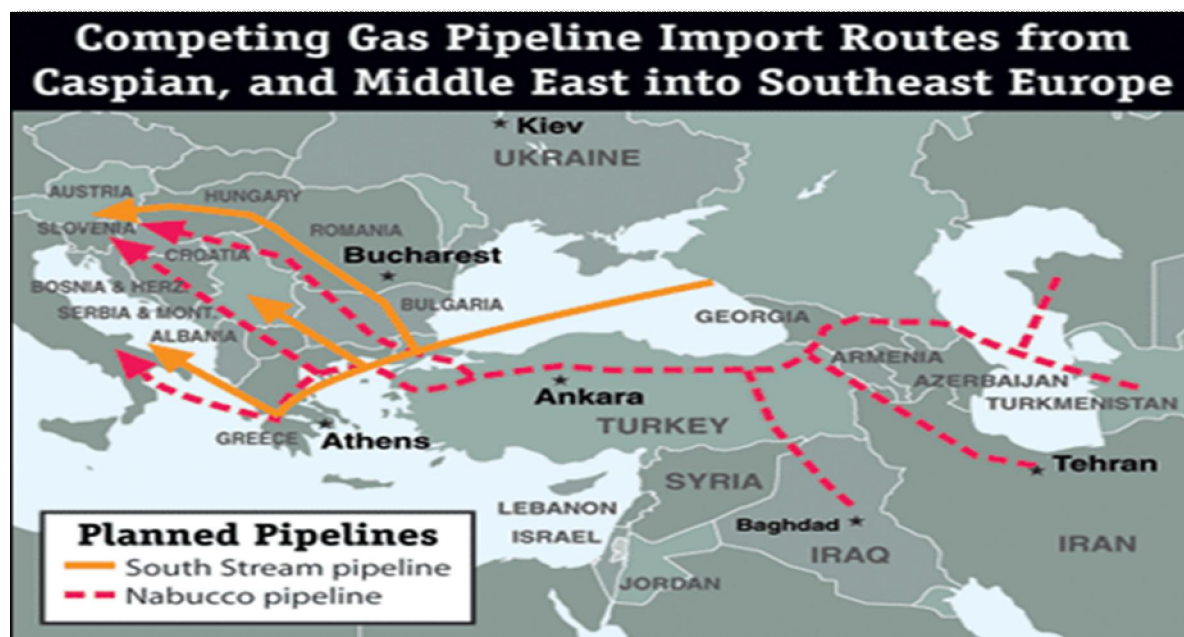 Competing Gas Pipeline Import Routes from
Caspian, and Middle East into Southeast Europe
Kiev
UKRAINE
AUSTRIA
HUNGARY
SLOVENIA
ROMANIA
CROATIA
Bucharest
BOSNIA & HERZ.
SERBIA & MONT.
BULGARIA
ALBANIA
GEORGIA
ARMENIA
AZERBAIJAN
TURKMENISTAN
Ankara
TURKEY
GREECE
Athens
Tehran
SYRIA
LEBANON
ISRAEL
Baghdad
IRAQ
IRAN
JORDAN
Planned Pipelines
South Stream pipeline
Nabucco pipeline